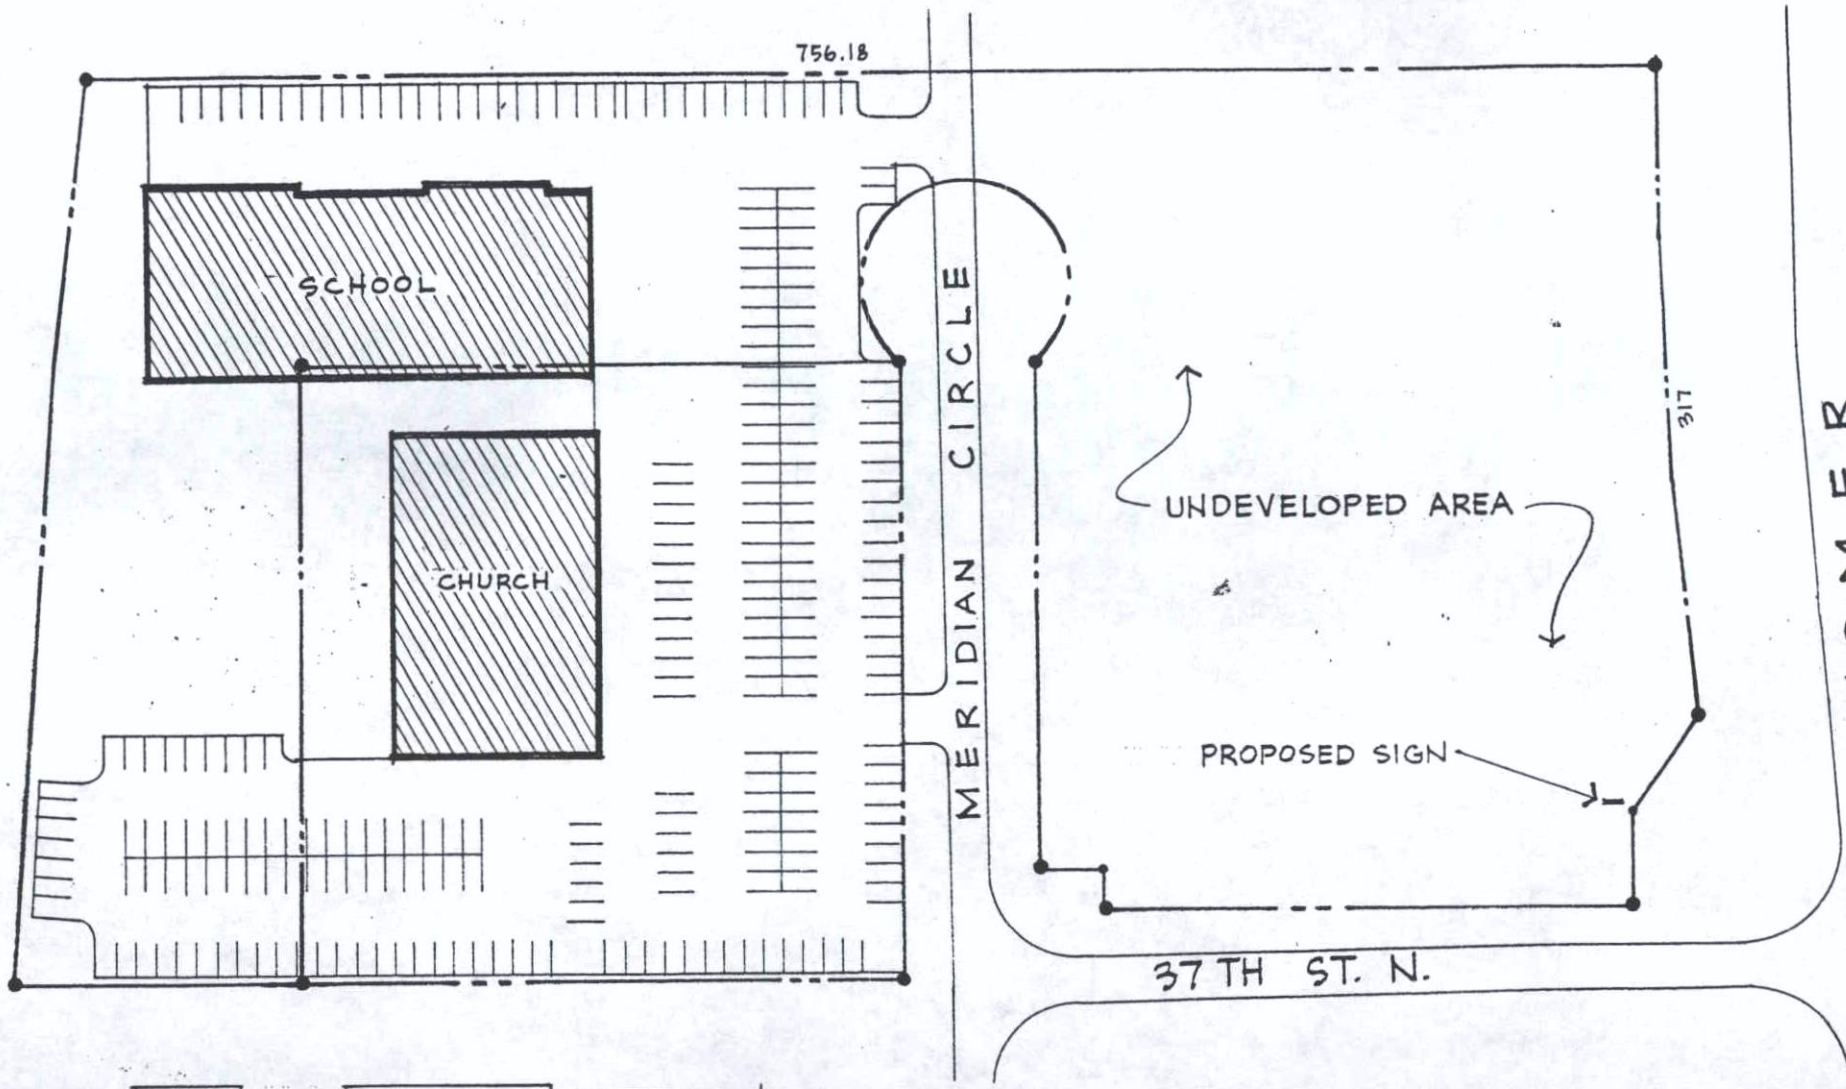 756.18
SCHOOL
MERIDIAN CIRCLE
317
UNDEVELOPED AREA
CHURCH
PROPOSED SIGN
37TH ST. N.